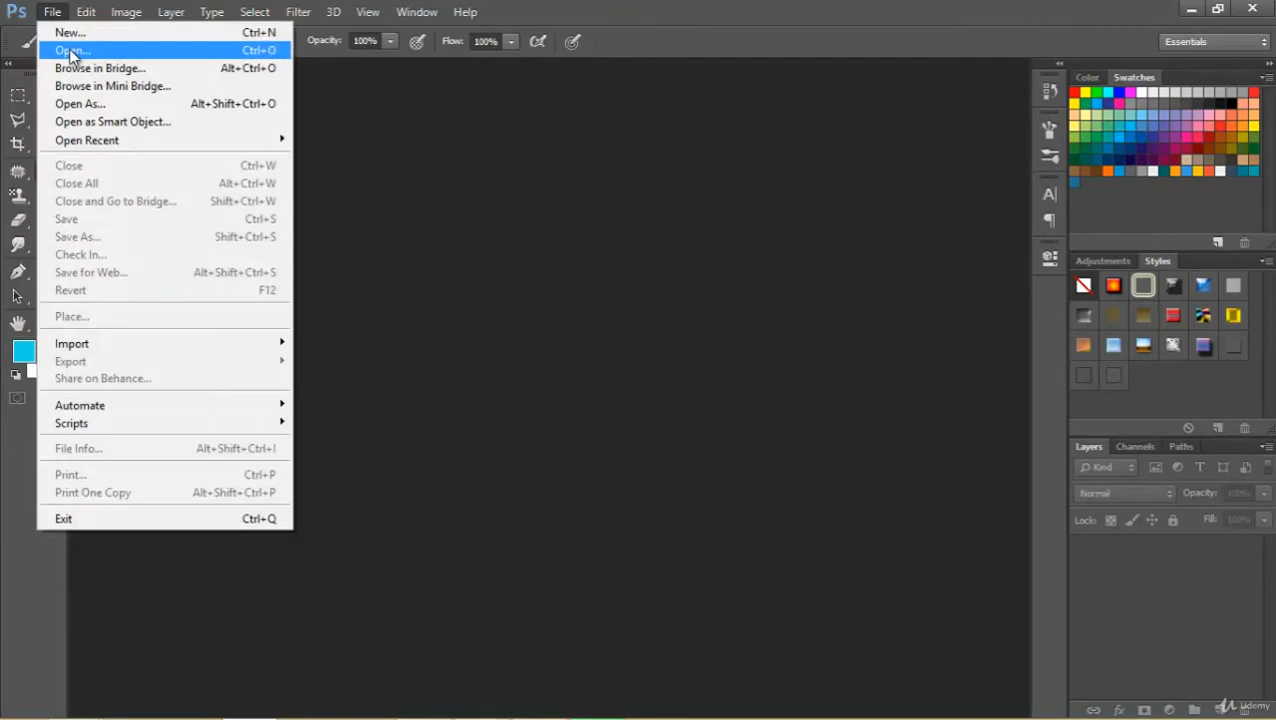 Ps File Edit Image Layer Type Select Filter 3D View Window Help
Opacity: 100% Flow: 100% Essentials
New... Ctrl+N
Open... Ctrl+O
Browse in Bridge... Alt+Ctrl+O
Browse in Mini Bridge...
Open As... Alt+Shift+Ctrl+O
Open as Smart Object...
Open Recent
Close Ctrl+W
Close All Alt+Ctrl+W
Close and Go to Bridge... Shift+Ctrl+W
Save Ctrl+S
Save As... Shift+Ctrl+S
Check In...
Save for Web... Alt+Shift+Ctrl+S
Revert F12
Place...
Import
Export
Share on Behance...
Automate
Scripts
File Info... Alt+Shift+Ctrl+I
Print... Ctrl+P
Print One Copy Alt+Shift+Ctrl+P
Exit Ctrl+Q
Color Swatches
Adjustments Styles
Layers Channels Paths
Kind
Normal Opacity: 100%
Lock: Fill: 100%
Udemy